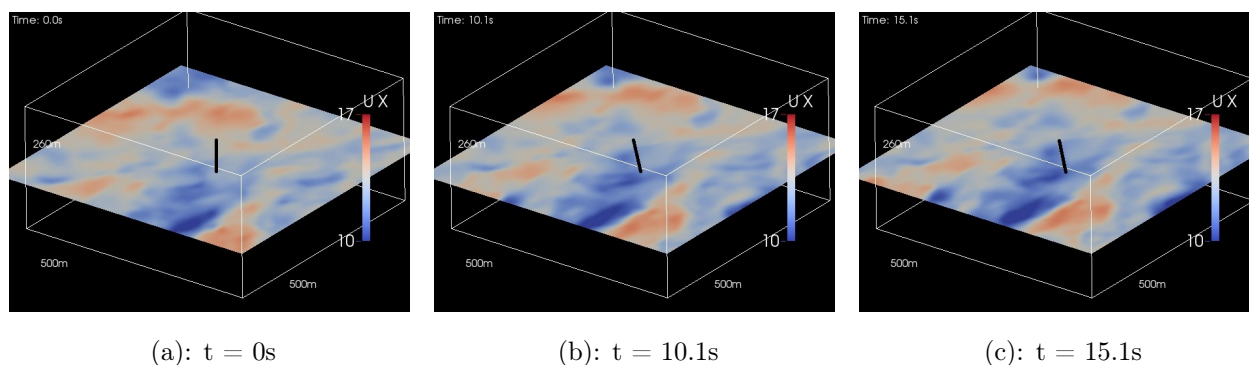 Time: 0.0s
U X
17
260m
10
500m
500m
Time: 10.1s
U X
17
260m
10
500m
500m
Time: 15.1s
U X
17
260m
10
500m
500m
(a): t = 0s
(b): t = 10.1s
(c): t = 15.1s